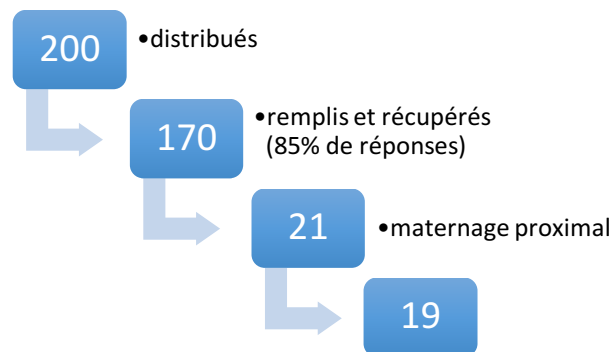 200
•distribués
170
•remplis et récupérés
(85% de réponses)
21
•maternage proximal
19